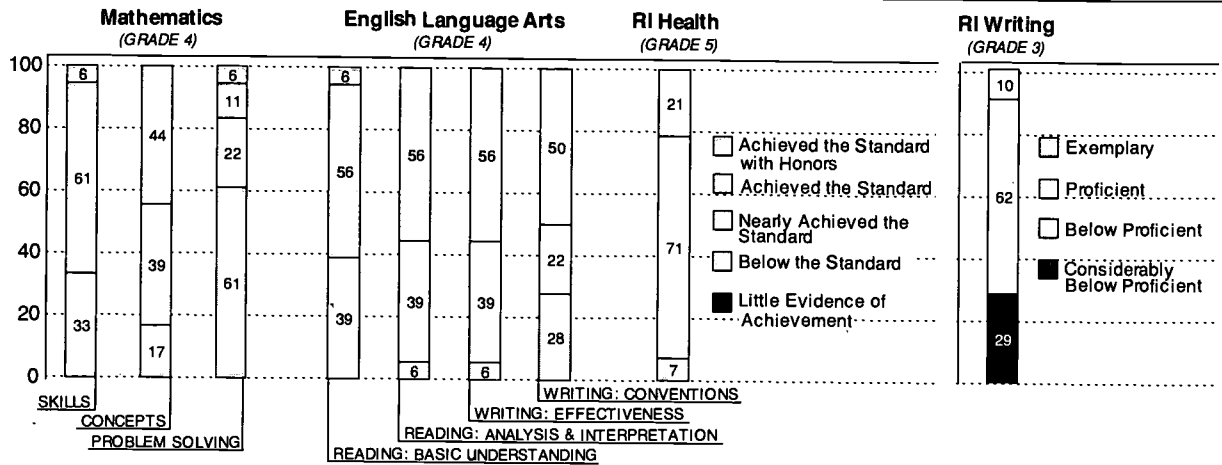 Mathematics
(GRADE 4)
English Language Arts
(GRADE 4)
RI Health
(GRADE 5)
RI Writing
(GRADE 3)
100
80
60
40
20
0
6
61
33
44
39
17
6
11
22
61
6
56
39
56
39
6
56
39
6
50
22
28
21
71
7
Achieved the Standard
with Honors
Achieved the Standard
Nearly Achieved the
Standard
Below the Standard
Little Evidence of
Achievement
10
62
29
Exemplary
Proficient
Below Proficient
Considerably
Below Proficient
SKILLS
CONCEPTS
PROBLEM SOLVING
WRITING: CONVENTIONS
WRITING: EFFECTIVENESS
READING: ANALYSIS & INTERPRETATION
READING: BASIC UNDERSTANDING